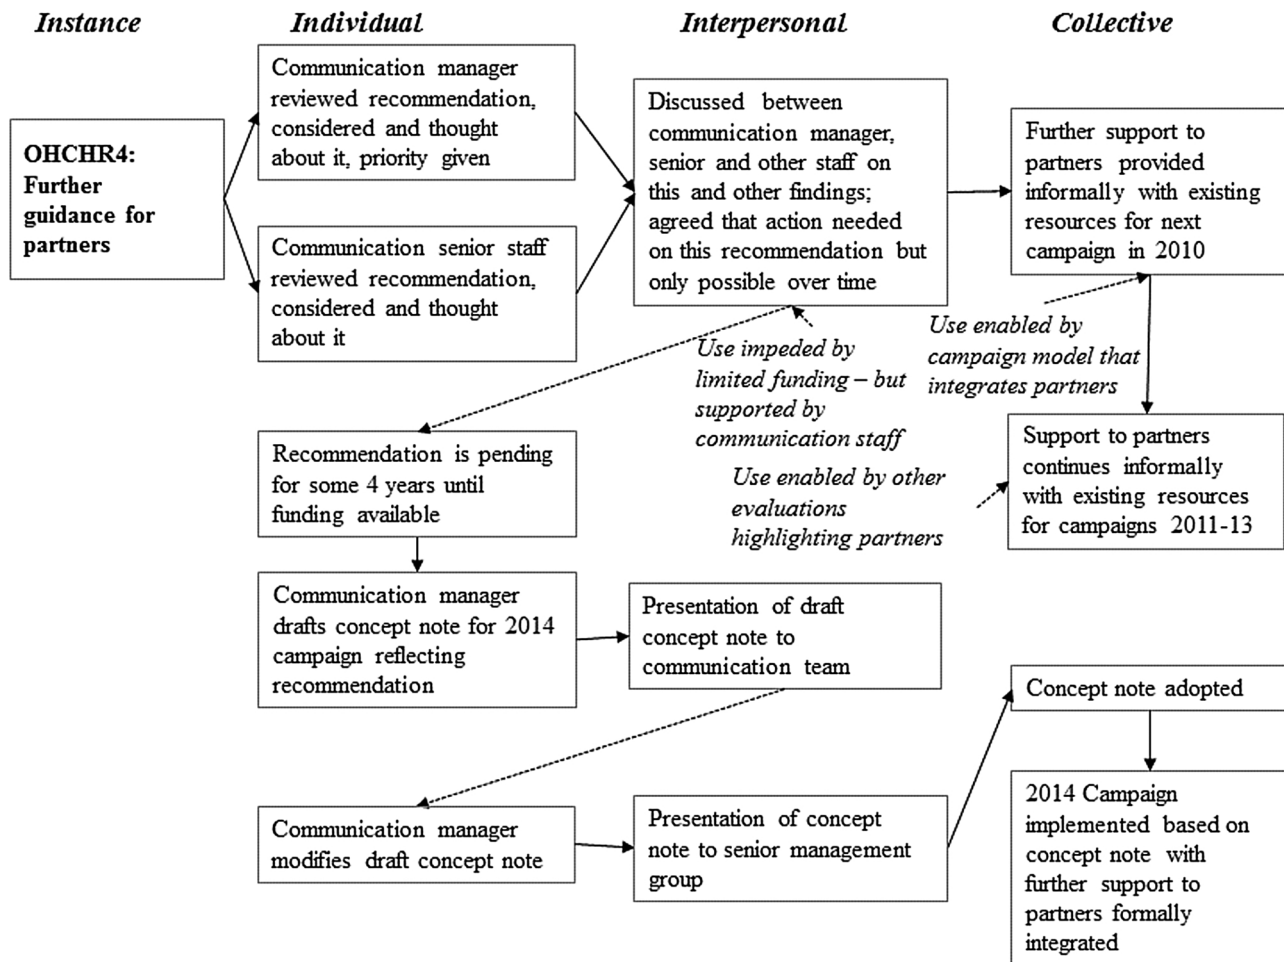 Instance
Individual
Interpersonal
Collective
OHCHR4:
Further
guidance for
partners
Communication manager
reviewed recommendation,
considered and thought
about it, priority given
Communication senior staff
reviewed recommendation,
considered and thought
about it
Discussed between
communication manager,
senior and other staff on
this and other findings;
agreed that action needed
on this recommendation but
only possible over time
Further support to
partners provided
informally with existing
resources for next
campaign in 2010
Use impeded by
limited funding – but
supported by
communication staff
Use enabled by
campaign model that
integrates partners
Recommendation is pending
for some 4 years until
funding available
Use enabled by other
evaluations
highlighting partners
Support to partners
continues informally
with existing resources
for campaigns 2011-13
Communication manager
drafts concept note for 2014
campaign reflecting
recommendation
Presentation of draft
concept note to
communication team
Concept note adopted
Communication manager
modifies draft concept note
Presentation of concept
note to senior management
group
2014 Campaign
implemented based on
concept note with
further support to
partners formally
integrated